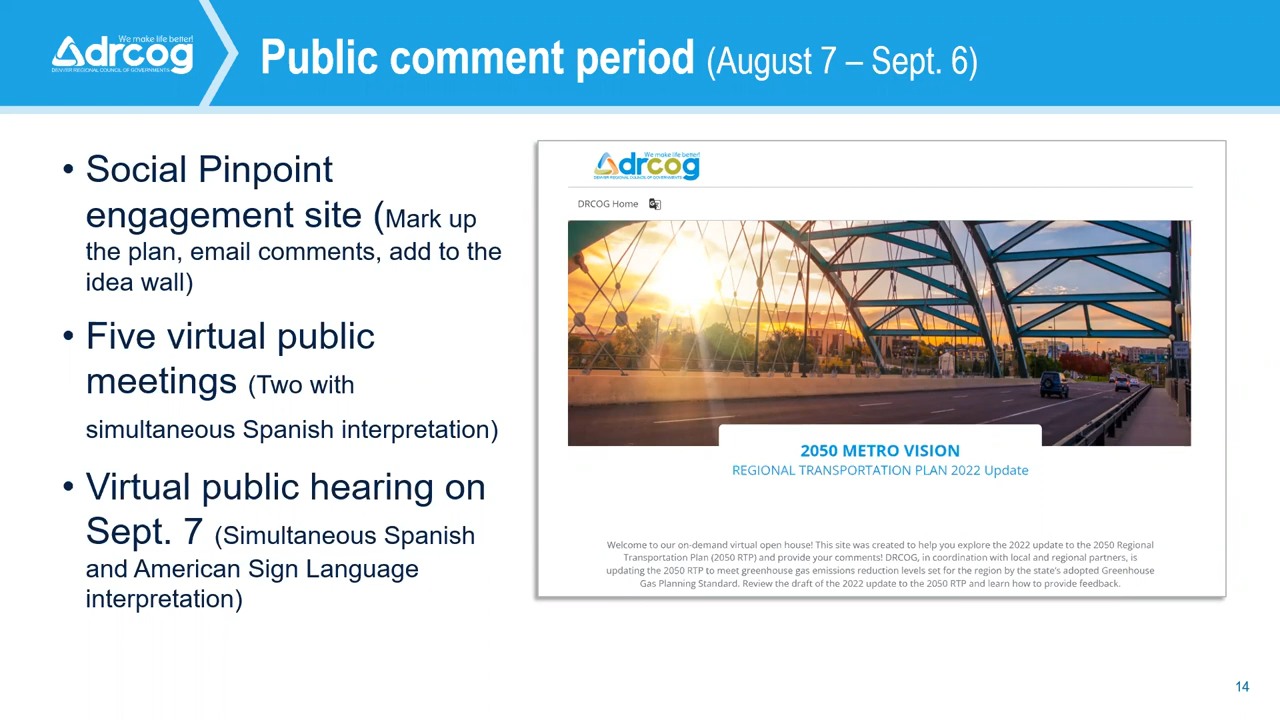 We make life better!
drcog
DENVER REGIONAL COUNCIL OF GOVERNMENTS
Public comment period (August 7 – Sept. 6)
• Social Pinpoint
engagement site (Mark up
the plan, email comments, add to the
idea wall)
• Five virtual public
meetings (Two with
simultaneous Spanish interpretation)
• Virtual public hearing on
Sept. 7 (Simultaneous Spanish
and American Sign Language
interpretation)
We make life better!
drcog
DENVER REGIONAL COUNCIL OF GOVERNMENTS
DRCOG Home
2050 METRO VISION
REGIONAL TRANSPORTATION PLAN 2022 Update
Welcome to our on-demand virtual open house! This site was created to help you explore the 2022 update to the 2050 Regional
Transportation Plan (2050 RTP) and provide your comments! DRCOG, in coordination with local and regional partners, is
updating the 2050 RTP to meet greenhouse gas emissions reduction levels set for the region by the state's adopted Greenhouse
Gas Planning Standard. Review the draft of the 2022 update to the 2050 RTP and learn how to provide feedback.
14